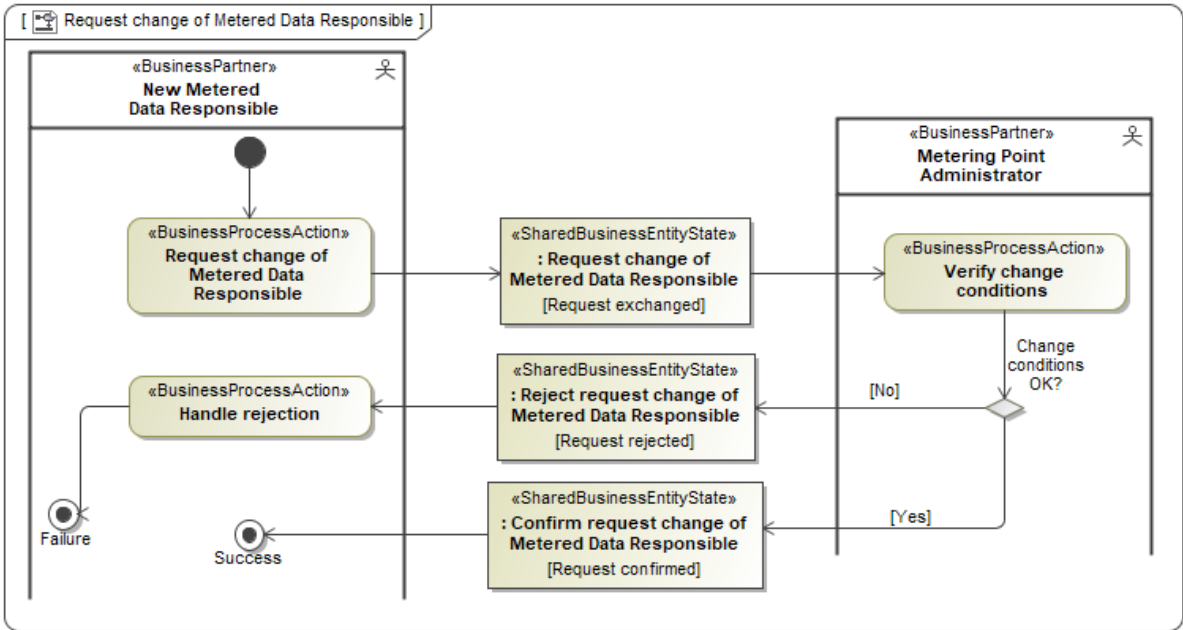 [ Request change of Metered Data Responsible ]
«BusinessPartner»
New Metered
Data Responsible
«BusinessPartner»
Metering Point
Administrator
«BusinessProcessAction»
Request change of
Metered Data
Responsible
«SharedBusinessEntityState»
: Request change of
Metered Data Responsible
[Request exchanged]
«BusinessProcessAction»
Verify change
conditions
Change
conditions
OK?
[No]
«SharedBusinessEntityState»
: Reject request change of
Metered Data Responsible
[Request rejected]
«BusinessProcessAction»
Handle rejection
Failure
[Yes]
«SharedBusinessEntityState»
: Confirm request change of
Metered Data Responsible
[Request confirmed]
Success